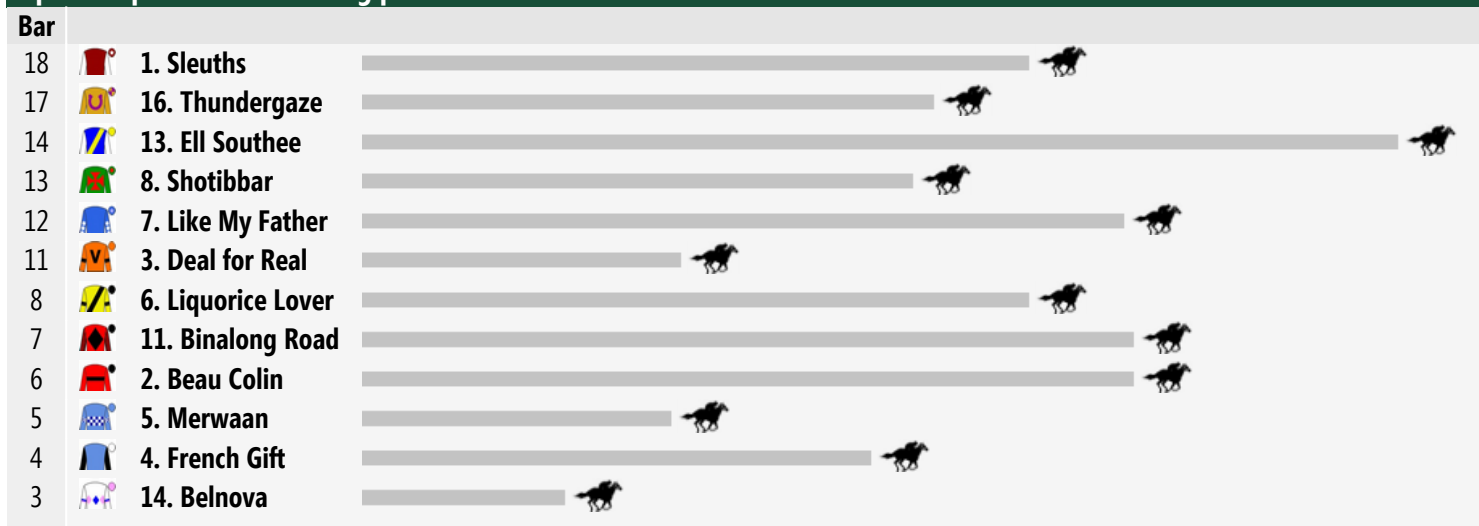 Bar
18 1. Sleuths
17 16. Thundergaze
14 13. Ell Southee
13 8. Shotibbar
12 7. Like My Father
11 V 3. Deal for Real
8 6. Liquorice Lover
7 11. Binalong Road
6 2. Beau Colin
5 5. Merwaan
4 4. French Gift
3 14. Belnova